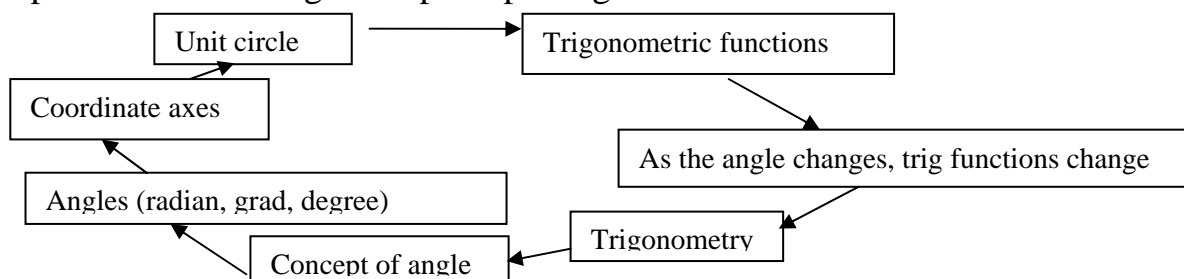 Unit circle
Trigonometric functions
Coordinate axes
As the angle changes, trig functions change
Angles (radian, grad, degree)
Trigonometry
Concept of angle